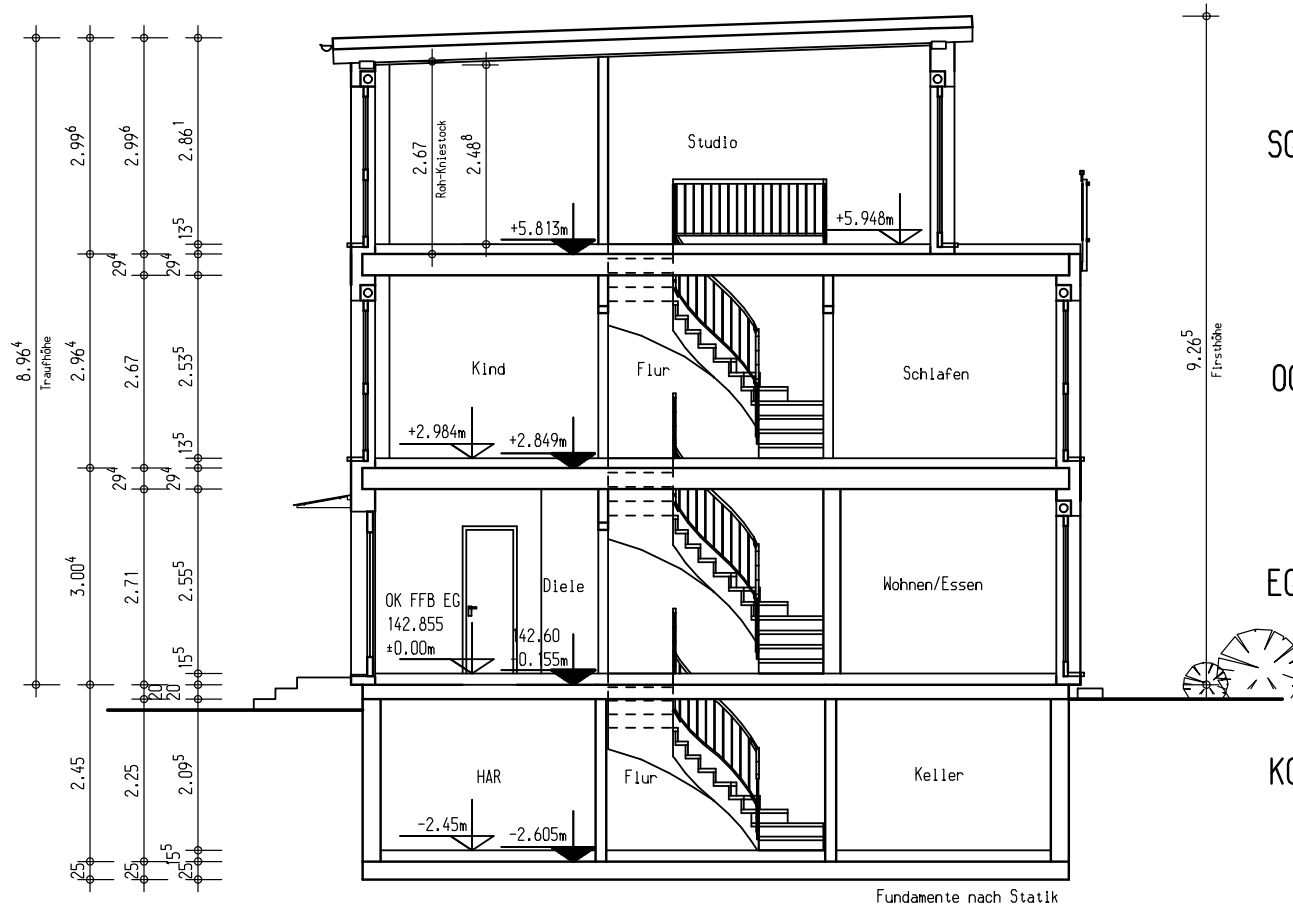 Studio
2.67
Roh-Kniestock
2.48⁸
+5.813m
+5.948m
2.99⁶
2.99⁶
2.86¹
13⁵
29⁴
29⁴
8.96⁴
Traufhöhe
2.96⁴
2.67
2.53⁵
13⁵
29⁴
29⁴
Kind
Flur
Schlafen
+2.984m
+2.849m
9.26⁵
Firsthöhe
3.00⁴
2.71
2.55⁵
15⁵
20
20
Diele
Wohnen/Essen
OK FFB EG
142.855
±0.00m
142.60
-0.155m
2.45
2.25
2.09⁵
15⁵
25
25
25
HAR
Flur
Keller
-2.45m
-2.605m
Fundamente nach Statik
SG
OG
EG
KG